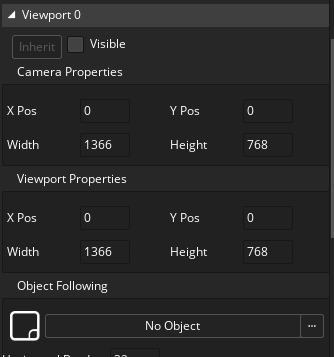 Viewport 0
Inherit Visible
Camera Properties
X Pos 0 Y Pos 0
Width 1366 Height 768
Viewport Properties
X Pos 0 Y Pos 0
Width 1366 Height 768
Object Following
No Object ...